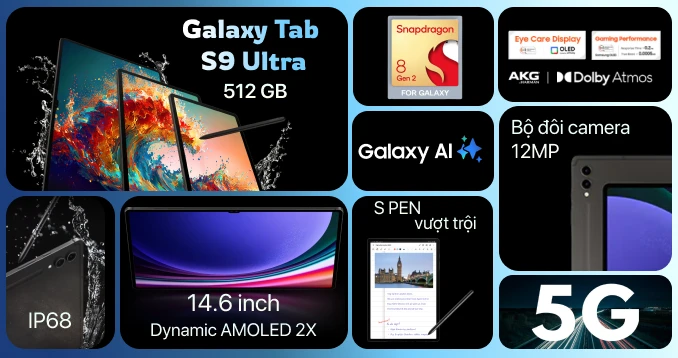 Galaxy Tab
S9 Ultra
512 GB
Snapdragon
8
Gen 2
FOR GALAXY
Eye Care Display
OLED
Gaming Performance
AKG
BY HARMAN
Dolby Atmos
Galaxy AI
Bộ đôi camera
12MP
IP68
14.6 inch
Dynamic AMOLED 2X
S PEN
vượt trội
5G